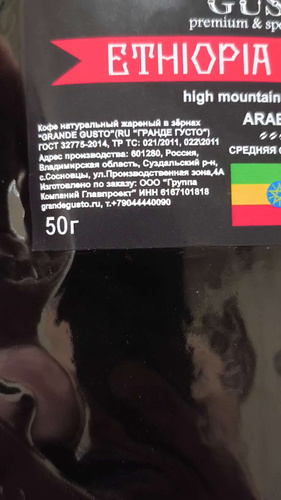 GUS
premium & spe
ETHIOPIA
high mountain
ARAB
СРЕДНЯЯ
Кофе натуральный жареный в зёрнах
"GRANDE GUSTO"(RU "ГРАНДЕ ГУСТО")
ГОСТ 32775-2014, ТР ТС: 021/2011, 022\2011
Адрес производства: 601280, Россия,
Владимирская область, Суздальский р-н,
с.Сосновцы, ул.Производственная зона,4А
Изготовлено по заказу: ООО "Группа
Компаний Главпроект" ИНН 6167101818
grandegusto.ru, т.+79044440090
50г